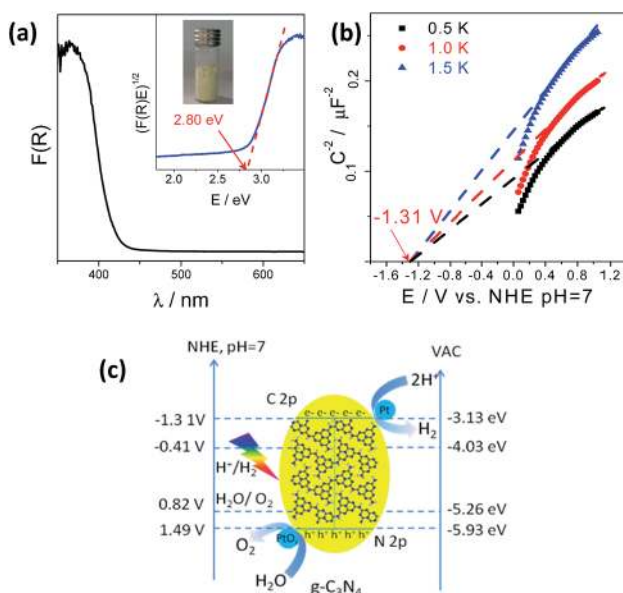 (a)
F(R)
(F(R)E)^1/2
2.80 eV
2.0 2.5 3.0 3.5
E / eV
400 500 600
λ / nm
(b)
0.5 K
1.0 K
1.5 K
C^-2 / μF^-2
0.2
0.1
-1.31 V
-1.8 -1.2 -0.6 0.0 0.4 0.8 1.2
E / V vs. NHE pH=7
(c)
NHE, pH=7
VAC
C 2p
2H⁺
Pt
H₂
-1.3 1V
e- e- e- e- e-
-3.13 eV
-0.41 V
-4.03 eV
H⁺/H₂
H₂O/ O₂
0.82 V
-5.26 eV
1.49 V
-5.93 eV
h⁺ h⁺ h⁺ h⁺ h⁺
N 2p
O₂
PtOₓ
H₂O
g-C₃N₄